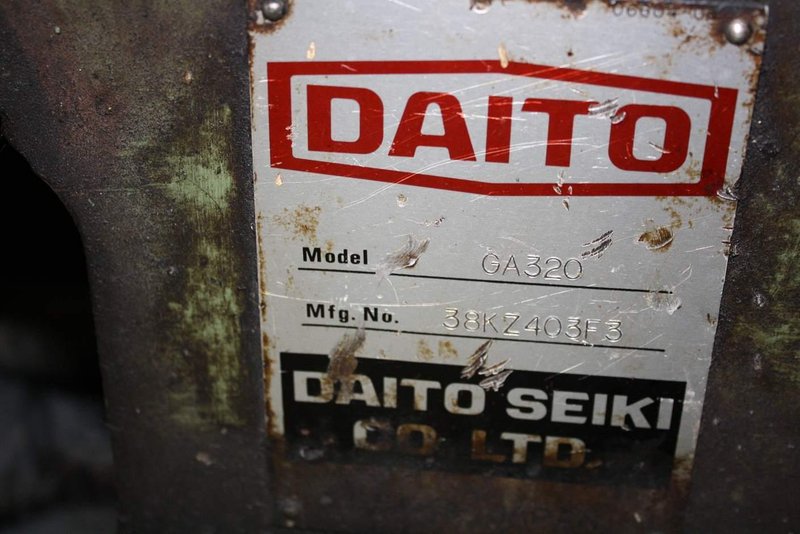 DAITO
Model GA320
Mfg. No. 38KZ403F3
DAITO SEIKI
CO. LTD.